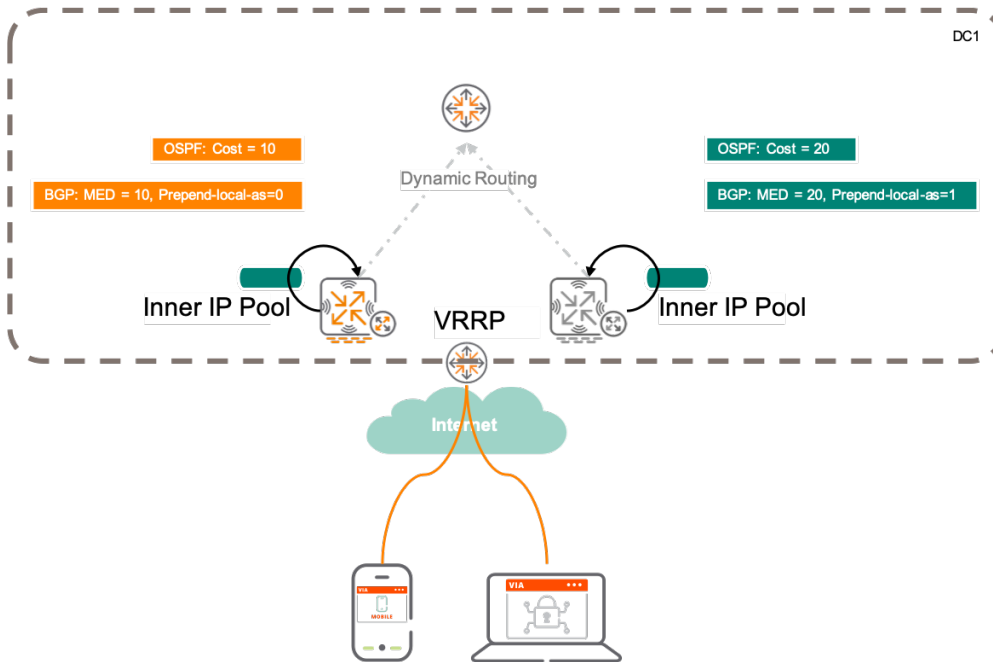 DC1
OSPF: Cost = 10
OSPF: Cost = 20
Dynamic Routing
BGP: MED = 10, Prepend-local-as=0
BGP: MED = 20, Prepend-local-as=1
Inner IP Pool
VRRP
Inner IP Pool
Internet
VIA
MOBILE
VIA